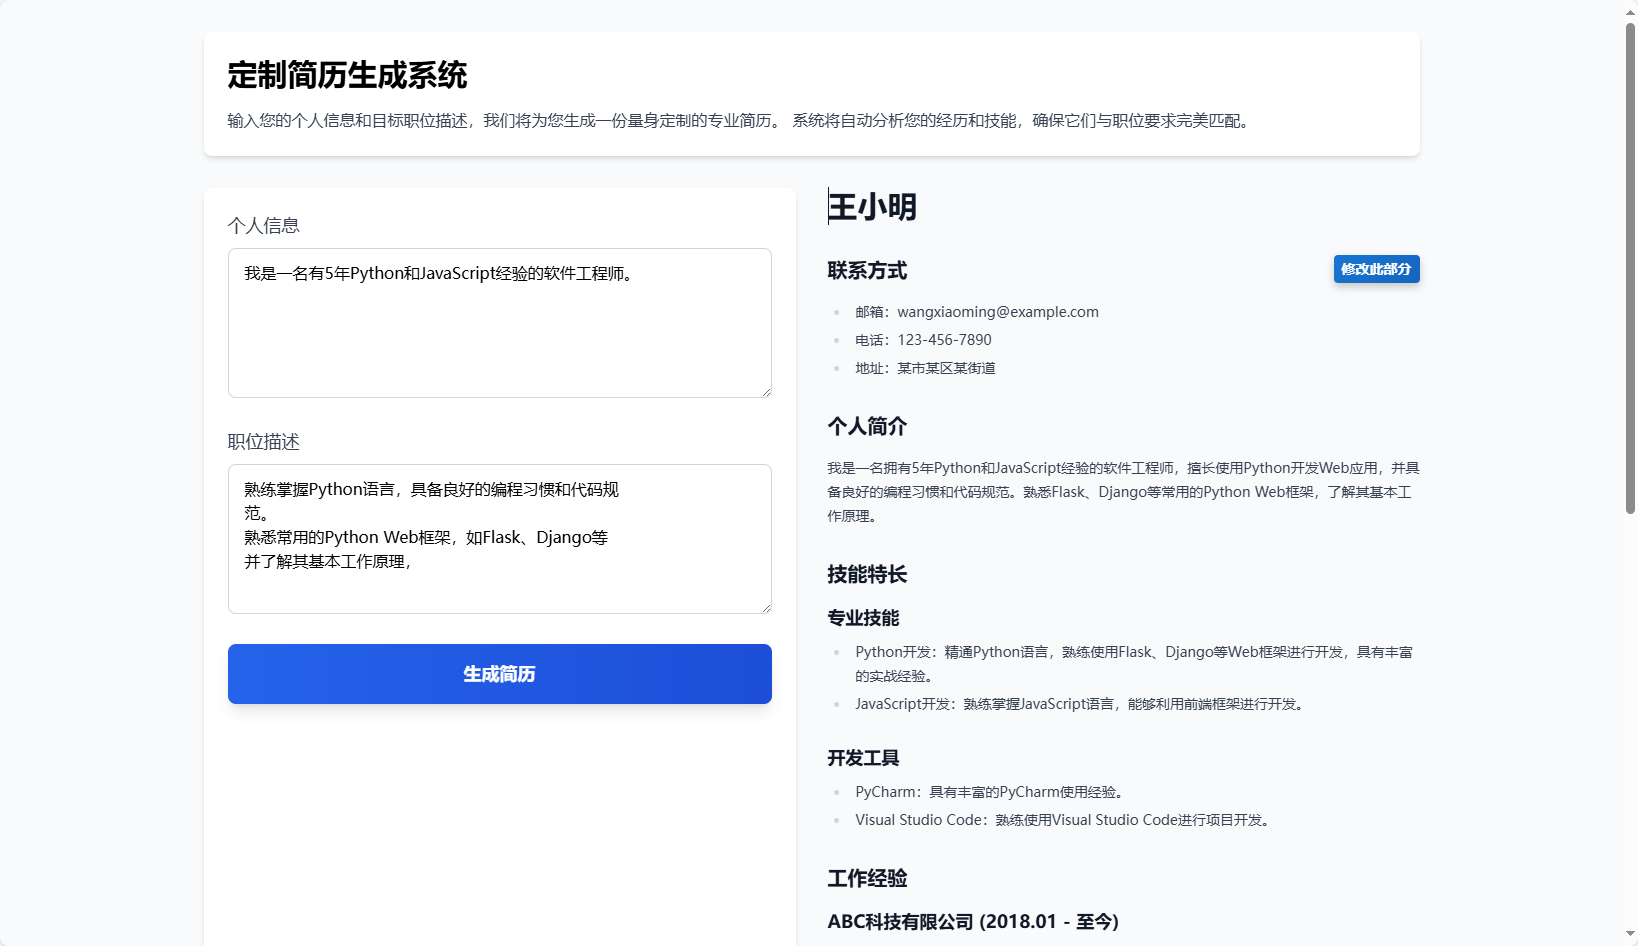 定制简历生成系统
输入您的个人信息和目标职位描述，我们将为您生成一份量身定制的专业简历。 系统将自动分析您的经历和技能，确保它们与职位要求完美匹配。
个人信息
我是一名有5年Python和JavaScript经验的软件工程师。
职位描述
熟练掌握Python语言，具备良好的编程习惯和代码规
范。
熟悉常用的Python Web框架，如Flask、Django等
并了解其基本工作原理，
生成简历
王小明
联系方式
修改此部分
邮箱：wangxiaoming@example.com
电话：123-456-7890
地址：某市某区某街道
个人简介
我是一名拥有5年Python和JavaScript经验的软件工程师，擅长使用Python开发Web应用，并具
备良好的编程习惯和代码规范。熟悉Flask、Django等常用的Python Web框架，了解其基本工
作原理。
技能特长
专业技能
Python开发：精通Python语言，熟练使用Flask、Django等Web框架进行开发，具有丰富
的实战经验。
JavaScript开发：熟练掌握JavaScript语言，能够利用前端框架进行开发。
开发工具
PyCharm：具有丰富的PyCharm使用经验。
Visual Studio Code：熟练使用Visual Studio Code进行项目开发。
工作经验
ABC科技有限公司 (2018.01 - 至今)